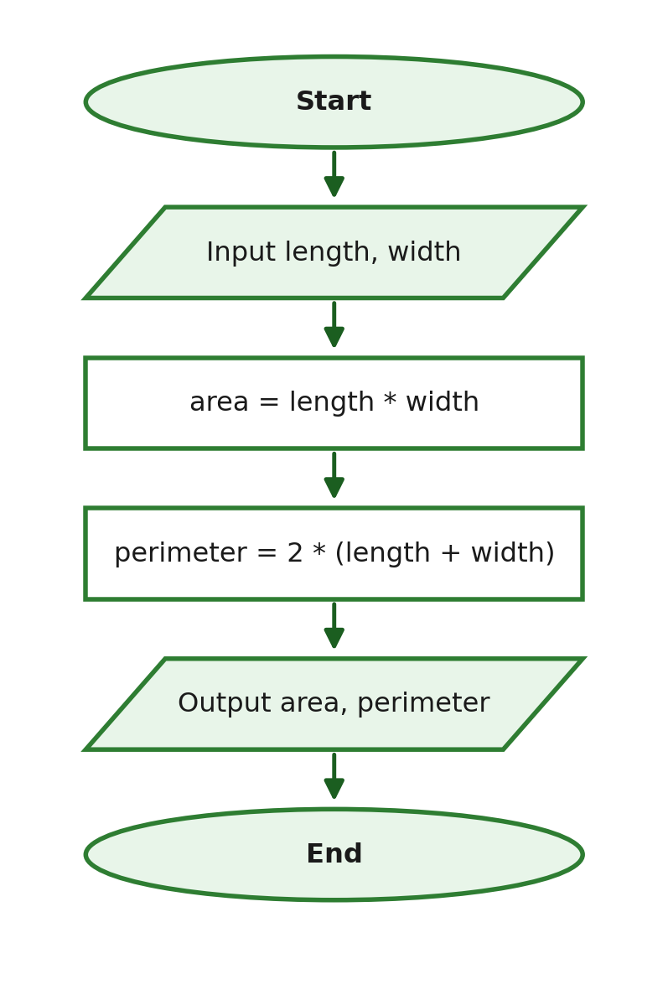 Start
Input length, width
area = length * width
perimeter = 2 * (length + width)
Output area, perimeter
End